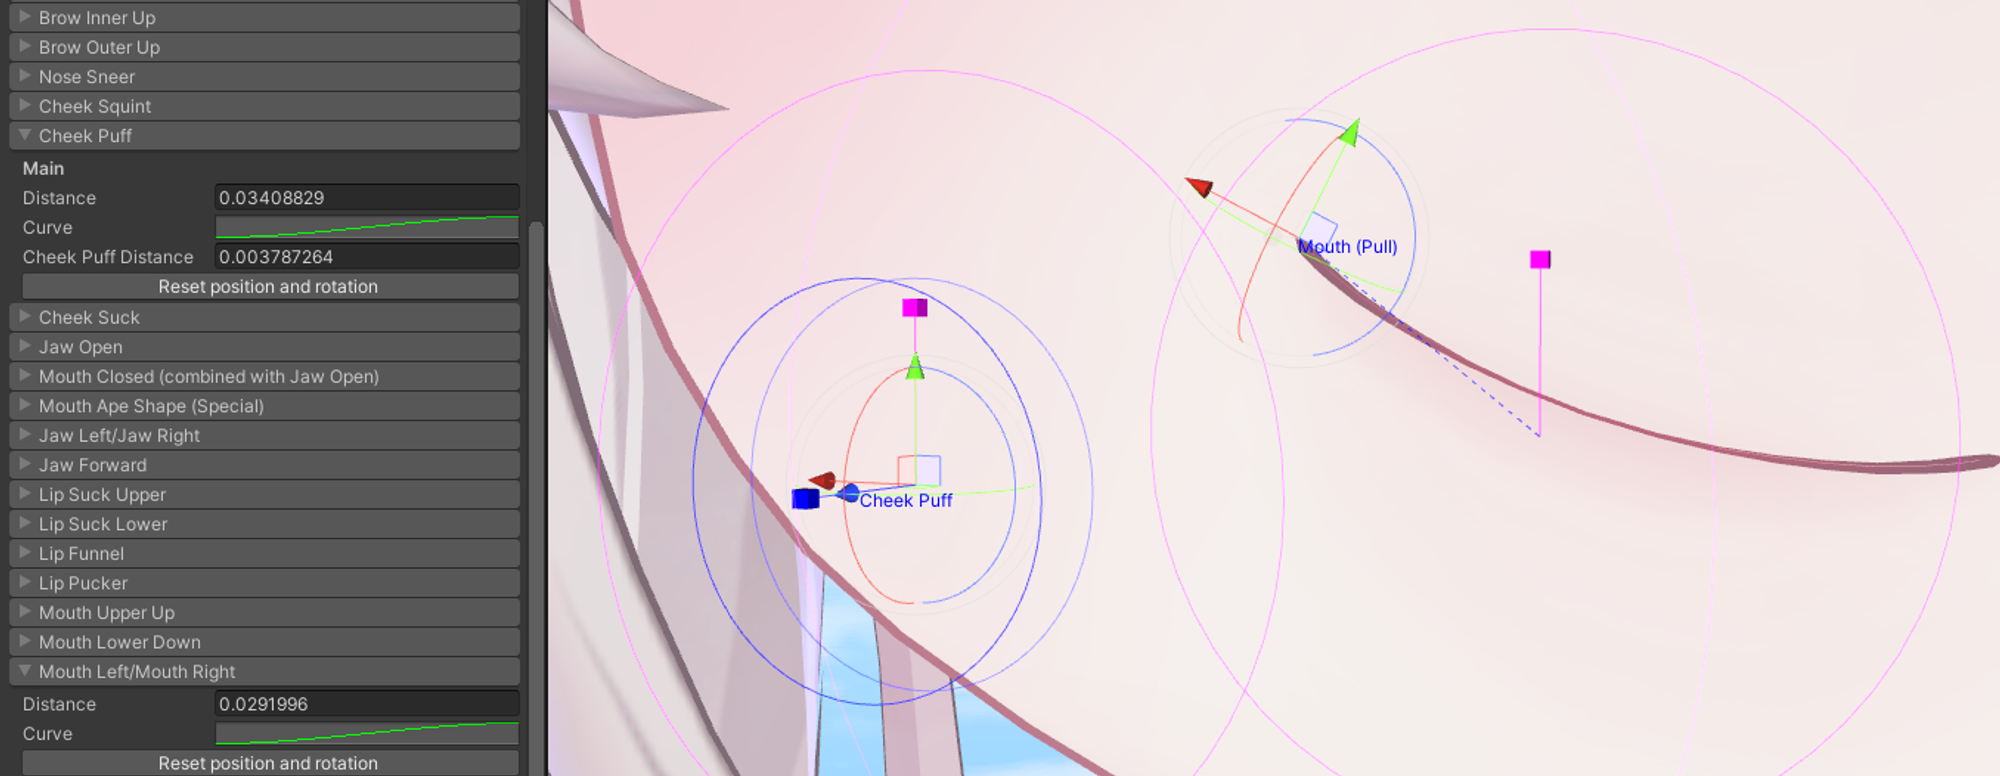 Brow Inner Up
Brow Outer Up
Nose Sneer
Cheek Squint
Cheek Puff
Main
Distance 0.03408829
Curve
Cheek Puff Distance 0.003787264
Reset position and rotation
Cheek Suck
Jaw Open
Mouth Closed (combined with Jaw Open)
Mouth Ape Shape (Special)
Jaw Left/Jaw Right
Jaw Forward
Lip Suck Upper
Lip Suck Lower
Lip Funnel
Lip Pucker
Mouth Upper Up
Mouth Lower Down
Mouth Left/Mouth Right
Distance 0.0291996
Curve
Reset position and rotation
Mouth (Pull)
Cheek Puff